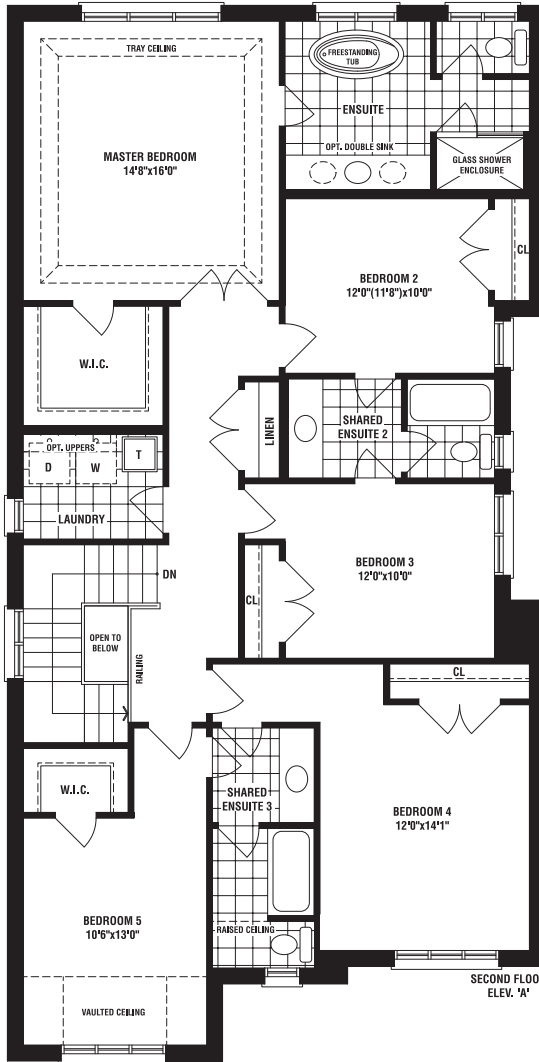 TRAY CEILING
MASTER BEDROOM
14'8"x16'0"
FREESTANDING
TUB
ENSUITE
OPT. DOUBLE SINK
GLASS SHOWER
ENCLOSURE
BEDROOM 2
12'0"(11'8")x10'0"
CL
W.I.C.
LINEN
SHARED
ENSUITE 2
OPT. UPPERS
D
W
T
LAUNDRY
BEDROOM 3
12'0"x10'0"
CL
DN
OPEN TO
BELOW
RAILING
CL
W.I.C.
SHARED
ENSUITE 3
BEDROOM 4
12'0"x14'1"
BEDROOM 5
10'6"x13'0"
RAISED CEILING
VAULTED CEILING
SECOND FLOO
ELEV. 'A'